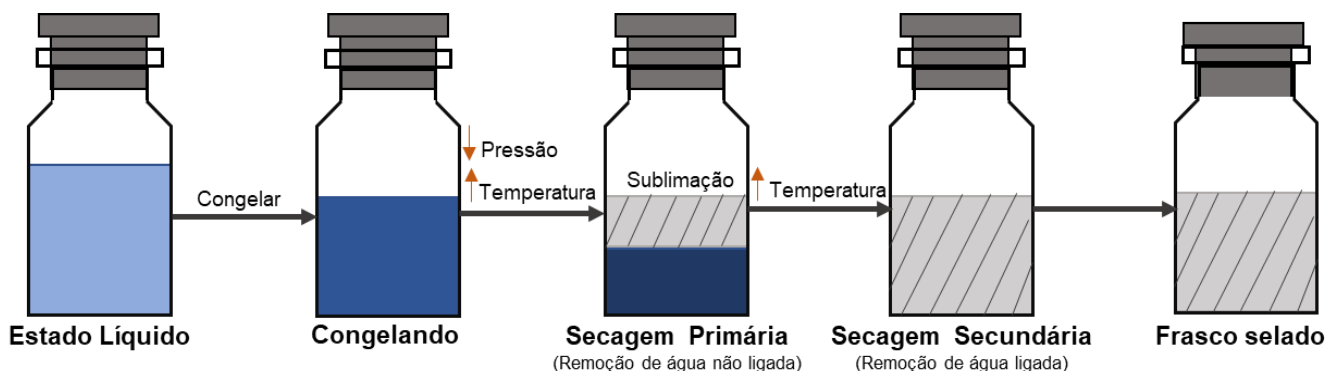 Congelar
Pressão
Temperatura
Sublimação
Temperatura
Estado Líquido
Congelando
Secagem Primária
(Remoção de água não ligada)
Secagem Secundária
(Remoção de água ligada)
Frasco selado